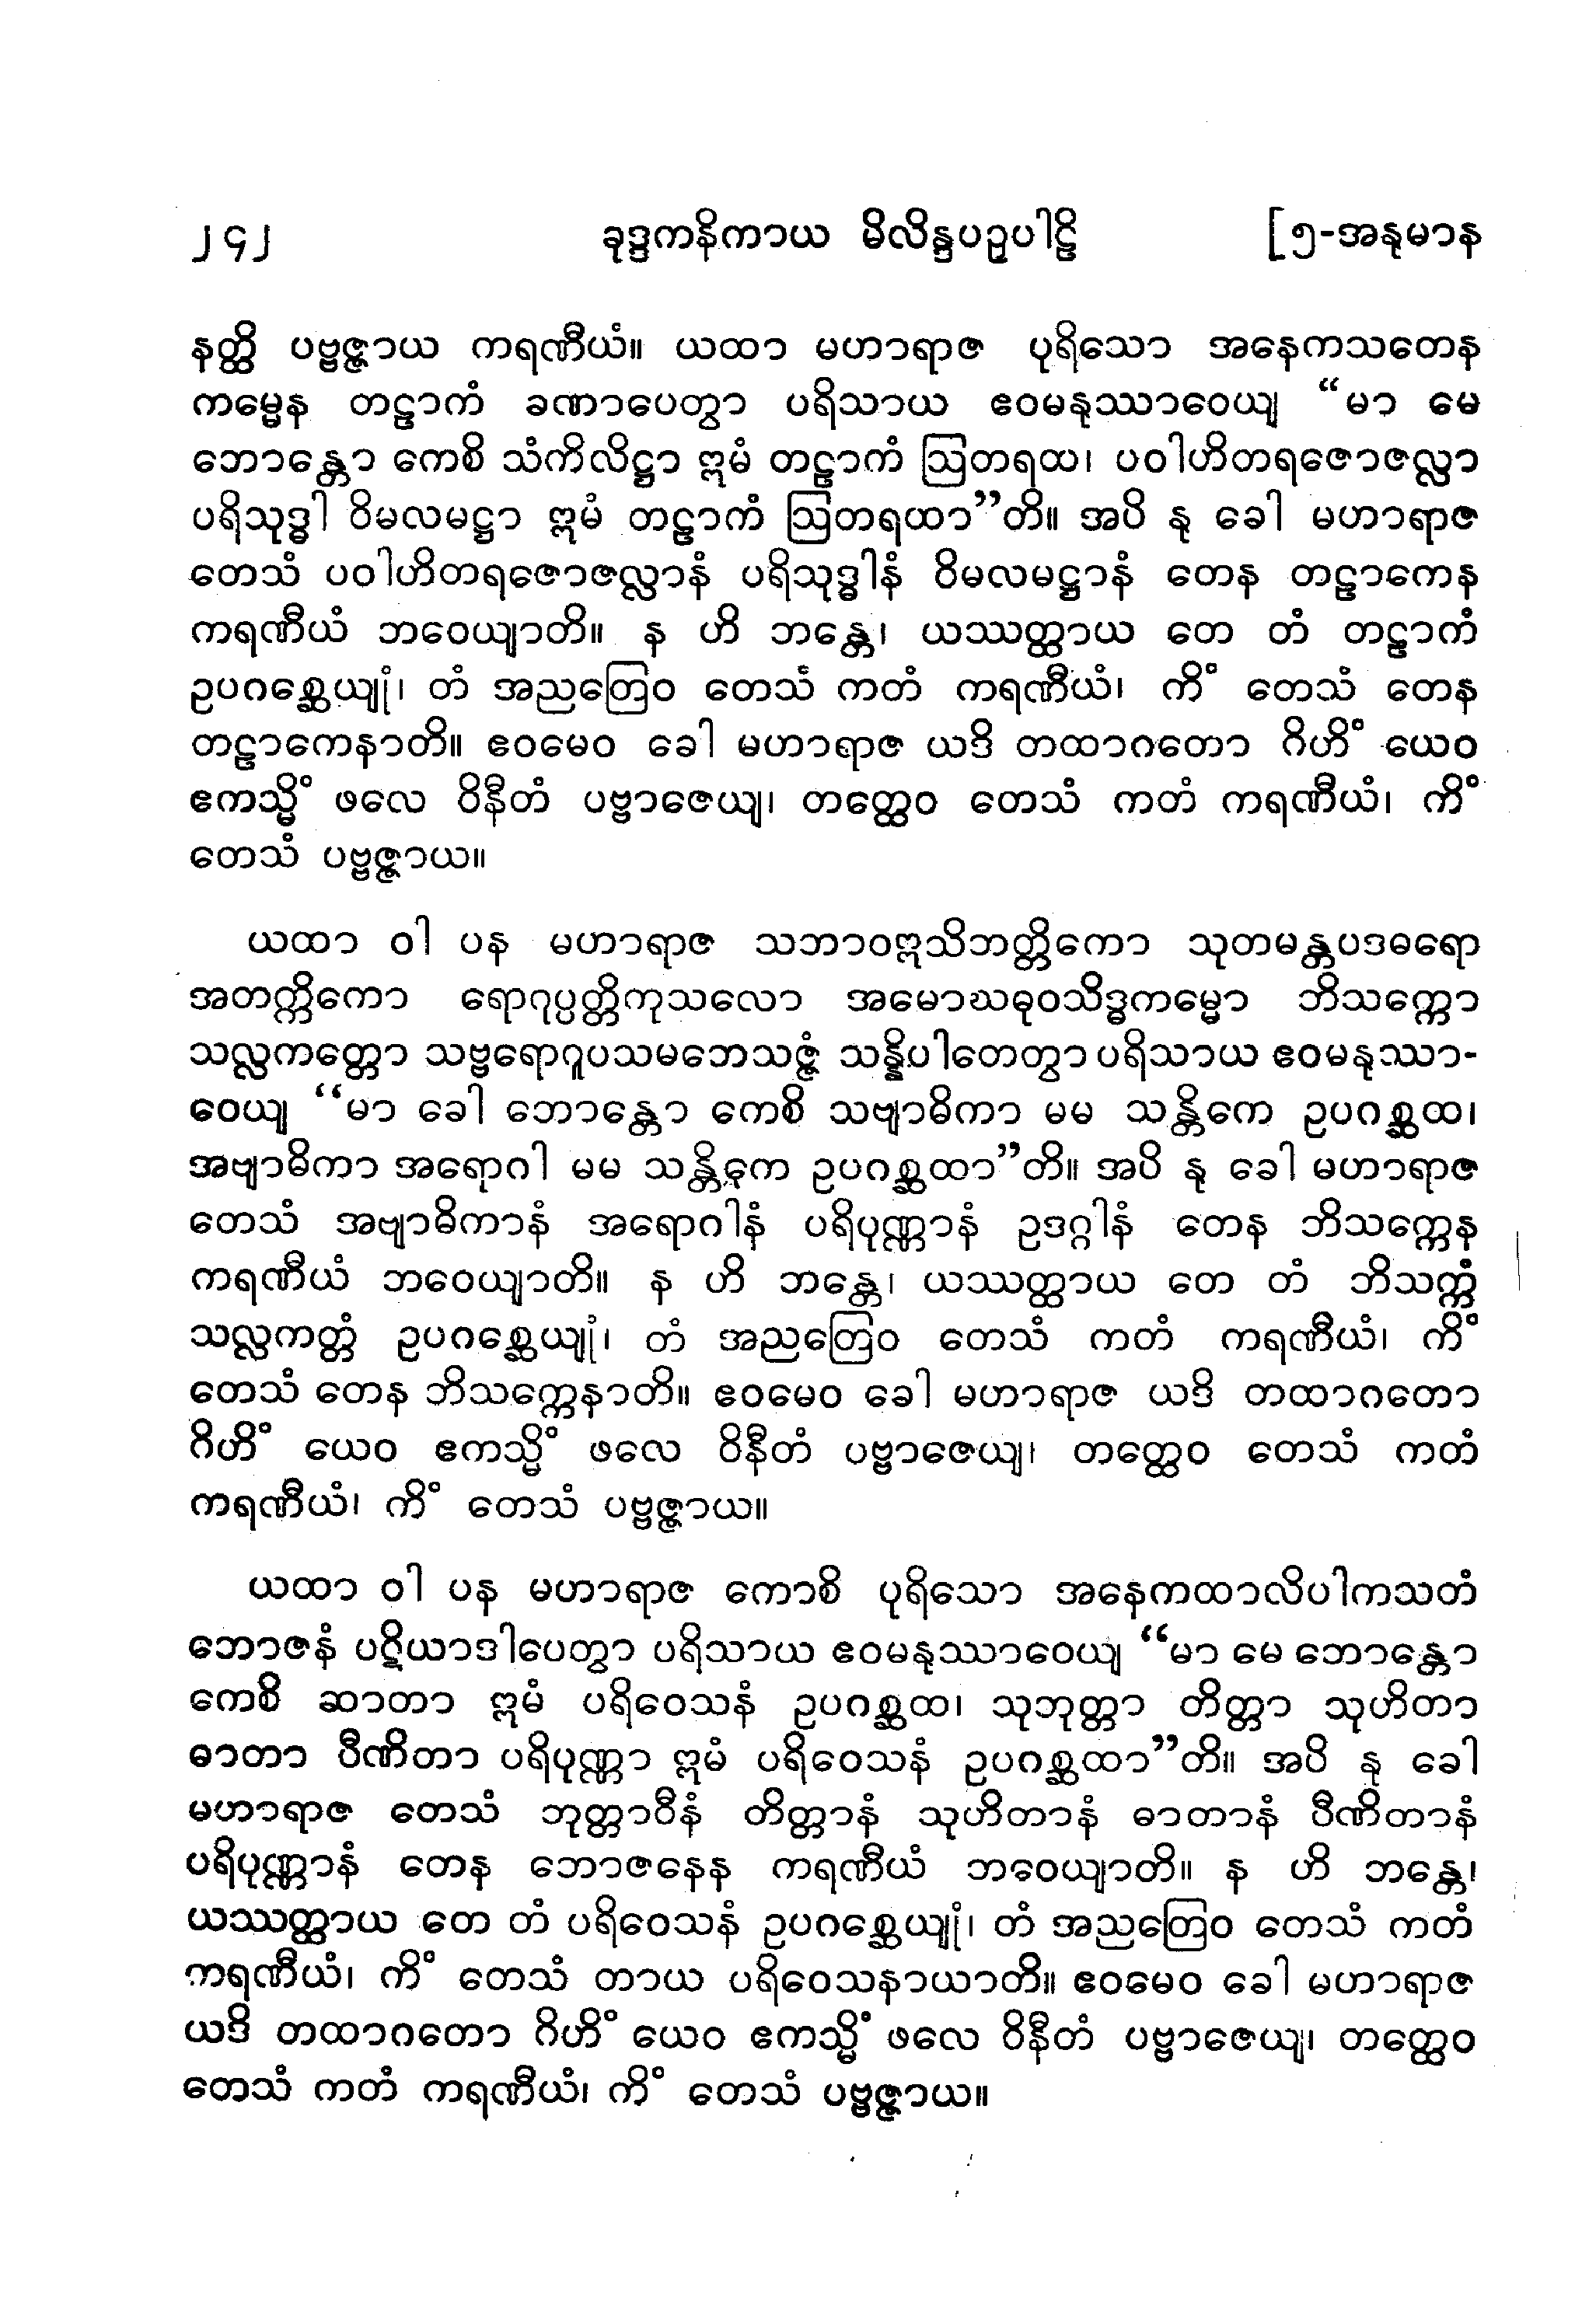 ၂၄၂ ခုဒ္ဒကနိကာယ မိလိန္ဒပဉှပါဠိ [၅-အနုမာန
နတ္ထိ ပဗ္ဗဇ္ဇာယ ကရဏီယံ။ ယထာ မဟာရာဇ ပုရိသော အနေကသတေန
ကမ္မေန တဠာကံ ခဏာပေတွာ ပရိသာယ ဧဝမနုဿာဝေယျ “မာ မေ
ဘောန္တော ကေစိ သံကိလိဋ္ဌာ ဣမံ တဠာကံ ဩတရထ၊ ပဝါဟိတရဇောဇလ္လာ
ပရိသုဒ္ဓါ ဝိမလမဋ္ဌာ ဣမံ တဠာကံ ဩတရထာ”တိ။ အပိ နု ခေါ မဟာရာဇ
တေသံ ပဝါဟိတရဇောဇလ္လာနံ ပရိသုဒ္ဓါနံ ဝိမလမဋ္ဌာနံ တေန တဠာကေန
ကရဏီယံ ဘဝေယျာတိ။ န ဟိ ဘန္တေ၊ ယဿတ္ထာယ တေ တံ တဠာကံ
ဥပဂစ္ဆေယျုံ၊ တံ အညတြေဝ တေသံ ကတံ ကရဏီယံ၊ ကိံ တေသံ တေန
တဠာကေနာတိ။ ဧဝမေဝ ခေါ မဟာရာဇ ယဒိ တထာဂတော ဂိဟိံ ယေဝ
ဧကသ္မိံ ဖလေ ဝိနီတံ ပဗ္ဗာဇေယျ၊ တတ္ထေဝ တေသံ ကတံ ကရဏီယံ၊ ကိံ
တေသံ ပဗ္ဗဇ္ဇာယ။
ယထာ ဝါ ပန မဟာရာဇ သဘာဝဣသိဘတ္တိကော သုတမန္တပဒဓရော
အတက္ကိကော ရောဂုပ္ပတ္တိကုသလော အမောဃဓုဝသိဒ္ဓကမ္မော ဘိသက္ကော
သလ္လကတ္တော သဗ္ဗရောဂူပသမဘေသဇ္ဇံ သန္နိပါတေတွာ ပရိသာယ ဧဝမနုဿာ-
ဝေယျ “မာ ခေါ ဘောန္တော ကေစိ သဗျာဓိကာ မမ သန္တိကေ ဥပဂစ္ဆထ၊
အဗျာဓိကာ အရောဂါ မမ သန္တိကေ ဥပဂစ္ဆထာ”တိ။ အပိ နု ခေါ မဟာရာဇ
တေသံ အဗျာဓိကာနံ အရောဂါနံ ပရိပုဏ္ဏာနံ ဥဒဂ္ဂါနံ တေန ဘိသက္ကေန
ကရဏီယံ ဘဝေယျာတိ။ န ဟိ ဘန္တေ၊ ယဿတ္ထာယ တေ တံ ဘိသက္ကံ
သလ္လကတ္တံ ဥပဂစ္ဆေယျုံ၊ တံ အညတြေဝ တေသံ ကတံ ကရဏီယံ၊ ကိံ
တေသံ တေန ဘိသက္ကေနာတိ။ ဧဝမေဝ ခေါ မဟာရာဇ ယဒိ တထာဂတော
ဂိဟိံ ယေဝ ဧကသ္မိံ ဖလေ ဝိနီတံ ပဗ္ဗာဇေယျ၊ တတ္ထေဝ တေသံ ကတံ
ကရဏီယံ၊ ကိံ တေသံ ပဗ္ဗဇ္ဇာယ။
ယထာ ဝါ ပန မဟာရာဇ ကောစိ ပုရိသော အနေကထာလိပါကသတံ
ဘောဇနံ ပဋိယာဒါပေတွာ ပရိသာယ ဧဝမနုဿာဝေယျ “မာ မေ ဘောန္တော
ကေစိ ဆာတာ ဣမံ ပရိဝေသနံ ဥပဂစ္ဆထ၊ သုဘုတ္တာ တိတ္တာ သုဟိတာ
ဓာတာ ပီဏိတာ ပရိပုဏ္ဏာ ဣမံ ပရိဝေသနံ ဥပဂစ္ဆထာ”တိ။ အပိ နု ခေါ
မဟာရာဇ တေသံ ဘုတ္တာဝီနံ တိတ္တာနံ သုဟိတာနံ ဓာတာနံ ပီဏိတာနံ
ပရိပုဏ္ဏာနံ တေန ဘောဇနေန ကရဏီယံ ဘဝေယျာတိ။ န ဟိ ဘန္တေ၊
ယဿတ္ထာယ တေ တံ ပရိဝေသနံ ဥပဂစ္ဆေယျုံ၊ တံ အညတြေဝ တေသံ ကတံ
ကရဏီယံ၊ ကိံ တေသံ တာယ ပရိဝေသနာယာတိ။ ဧဝမေဝ ခေါ မဟာရာဇ
ယဒိ တထာဂတော ဂိဟိံ ယေဝ ဧကသ္မိံ ဖလေ ဝိနီတံ ပဗ္ဗာဇေယျ၊ တတ္ထေဝ
တေသံ ကတံ ကရဏီယံ၊ ကိံ တေသံ ပဗ္ဗဇ္ဇာယ။